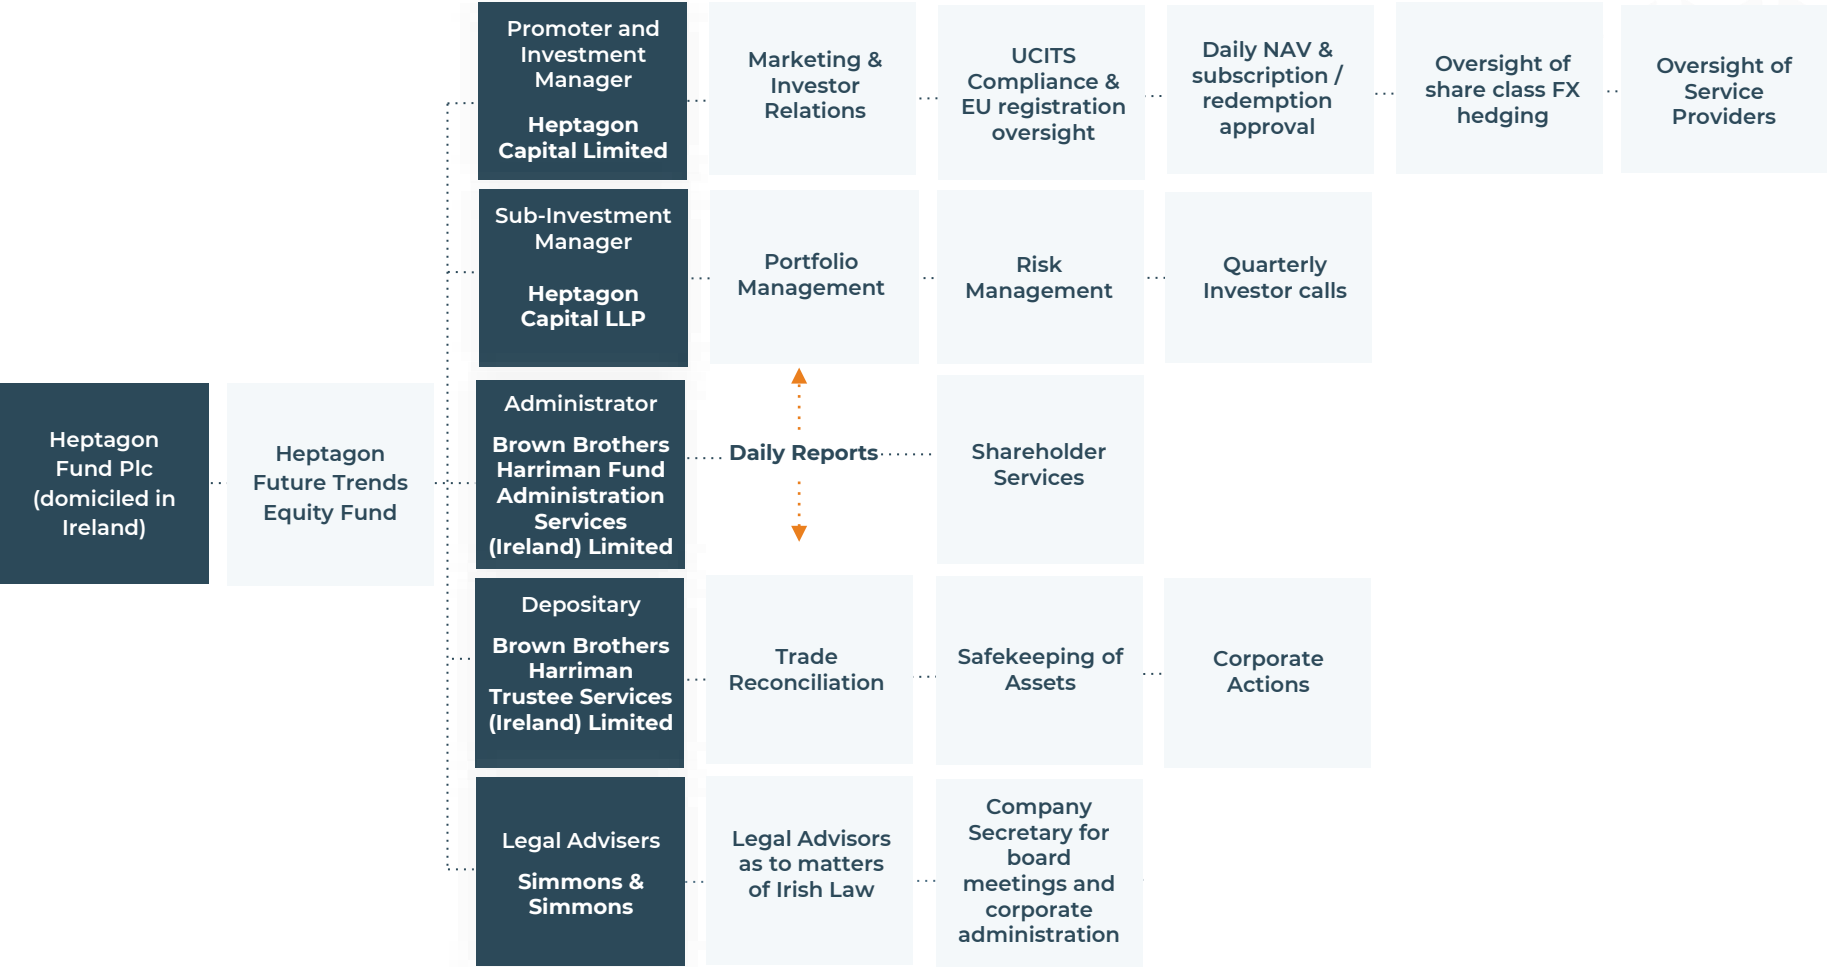 Heptagon
Fund Plc
(domiciled in
Ireland)
Heptagon
Future Trends
Equity Fund
Promoter and
Investment
Manager
Heptagon
Capital Limited
Marketing &
Investor
Relations
UCITS
Compliance &
EU registration
oversight
Daily NAV &
subscription /
redemption
approval
Oversight of
share class FX
hedging
Oversight of
Service
Providers
Sub-Investment
Manager
Heptagon
Capital LLP
Portfolio
Management
Risk
Management
Quarterly
Investor calls
Administrator
Brown Brothers
Harriman Fund
Administration
Services
(Ireland) Limited
Daily Reports
Shareholder
Services
Depositary
Brown Brothers
Harriman
Trustee Services
(Ireland) Limited
Trade
Reconciliation
Safekeeping of
Assets
Corporate
Actions
Legal Advisers
Simmons &
Simmons
Legal Advisors
as to matters
of Irish Law
Company
Secretary for
board
meetings and
corporate
administration